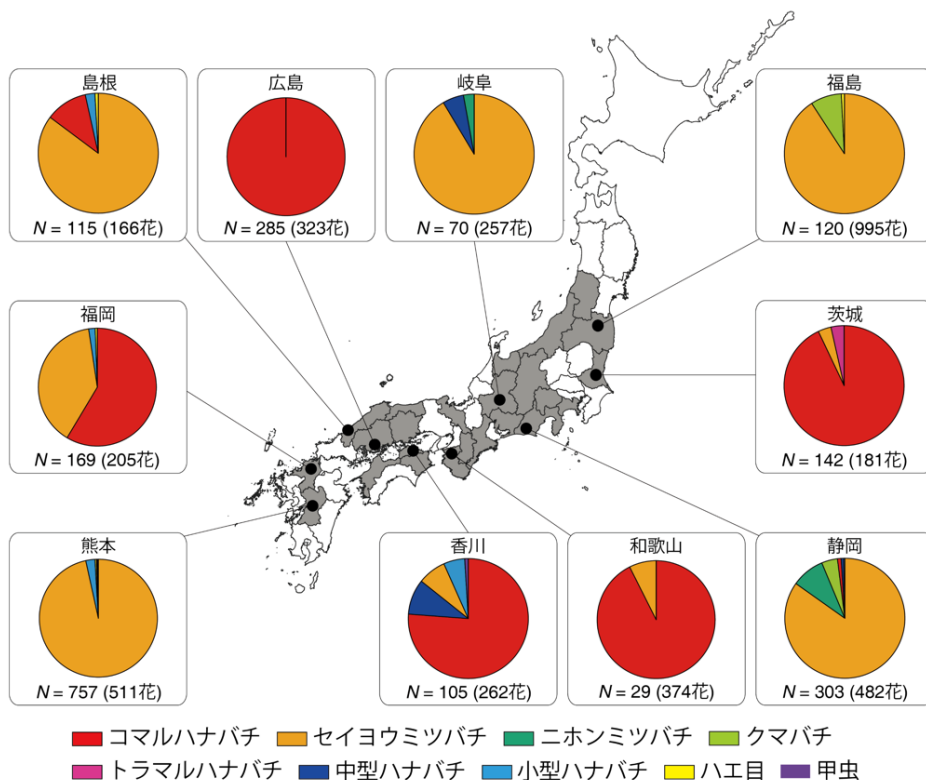 島根
N = 115 (166花)
広島
N = 285 (323花)
岐阜
N = 70 (257花)
福島
N = 120 (995花)
福岡
N = 169 (205花)
茨城
N = 142 (181花)
熊本
N = 757 (511花)
香川
N = 105 (262花)
和歌山
N = 29 (374花)
静岡
N = 303 (482花)
コマルハナバチ セイヨウミツバチ ニホンミツバチ クマバチ
トラマルハナバチ 中型ハナバチ 小型ハナバチ ハエ目 甲虫